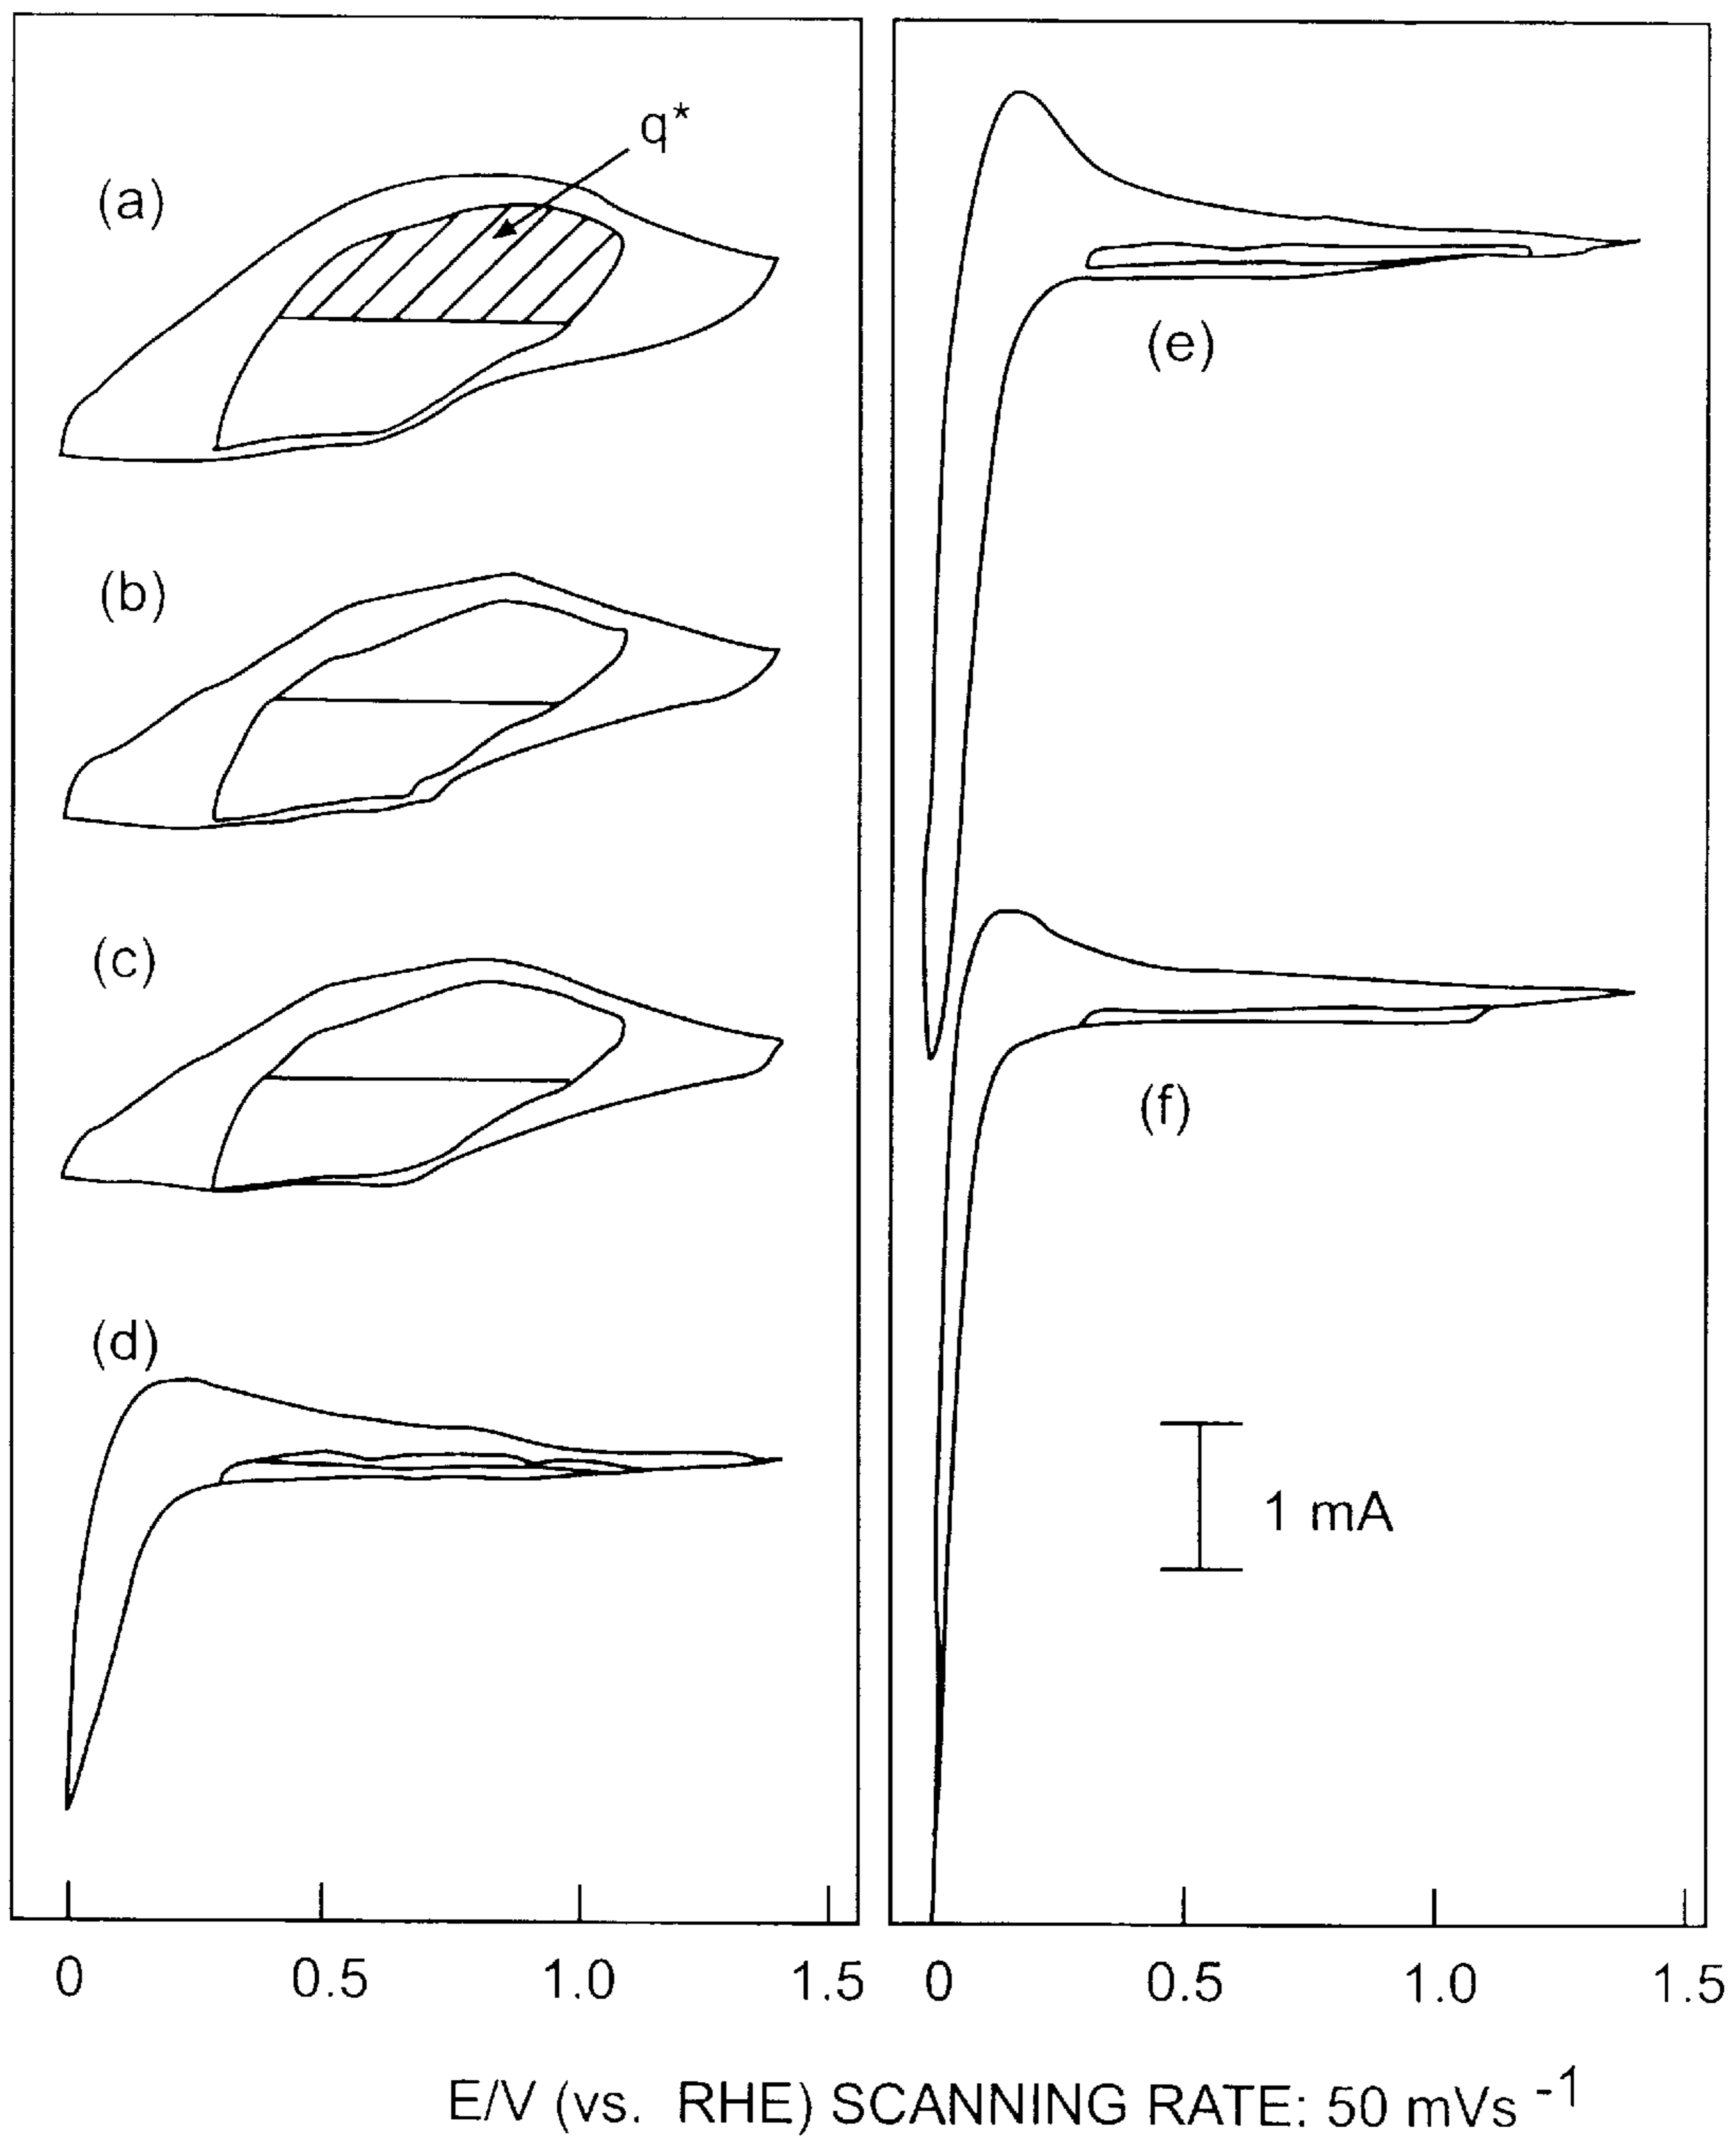 q*
(a)
(b)
(c)
(d)
(e)
(f)
1 mA
0 0.5 1.0 1.5 0 0.5 1.0 1.5
E/V (vs. RHE) SCANNING RATE: 50 mVs⁻¹